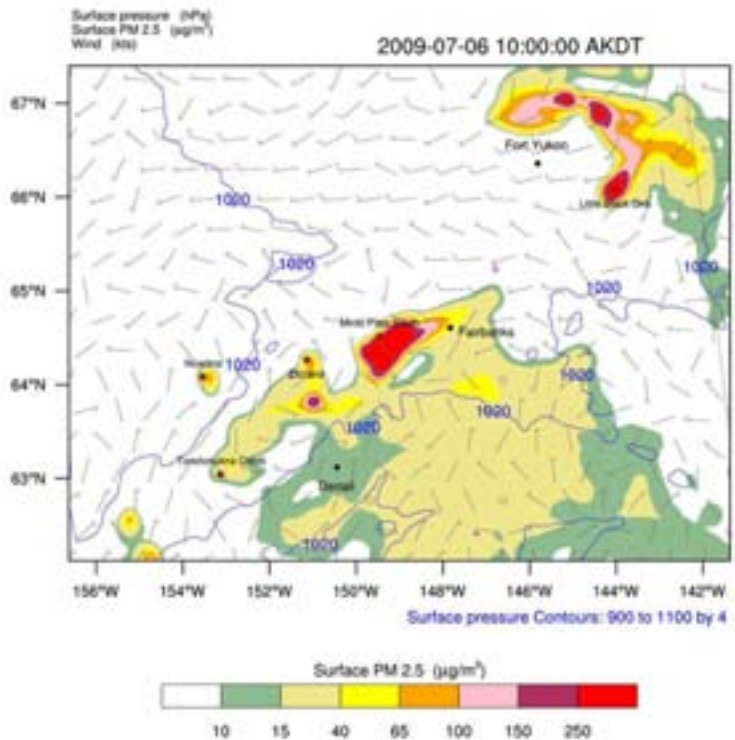 Surface pressure (hPa)
Surface PM 2.5 (µg/m³)
Wind (kts)
2009-07-06 10:00:00 AKDT
67°N
66°N
65°N
64°N
63°N
Fort Yukon
1020
1020
1020
1020
Fairbanks
1020
1020
1020
1020
Denali
1020
156°W
154°W
152°W
150°W
148°W
146°W
144°W
142°W
Surface pressure Contours: 900 to 1100 by 4
Surface PM 2.5 (µg/m³)
10
15
40
65
100
150
250